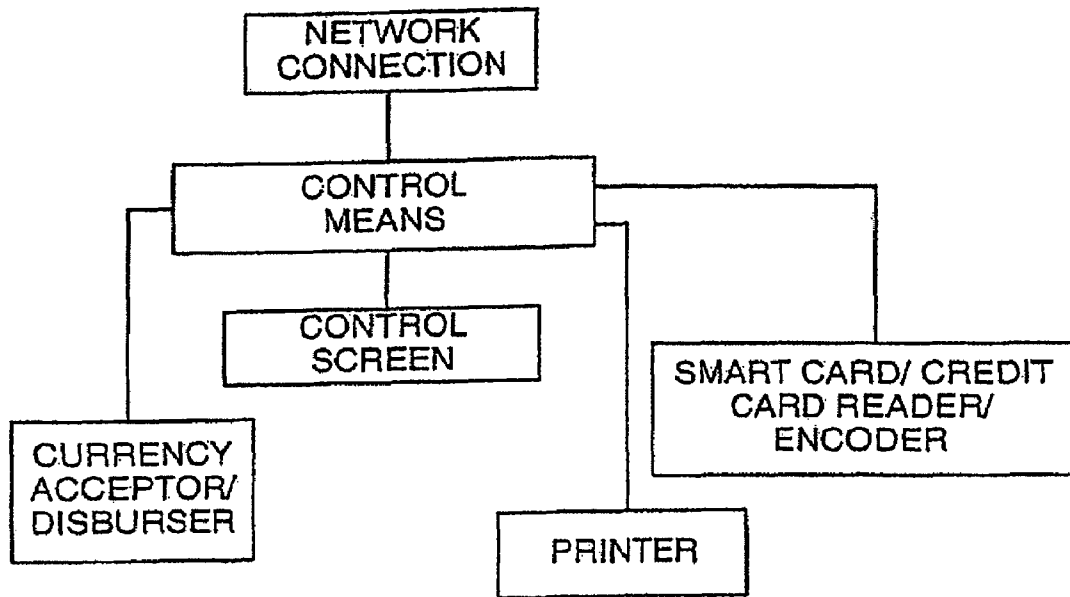 NETWORK
CONNECTION
CONTROL
MEANS
CONTROL
SCREEN
SMART CARD/ CREDIT
CARD READER/
ENCODER
CURRENCY
ACCEPTOR/
DISBURSER
PRINTER